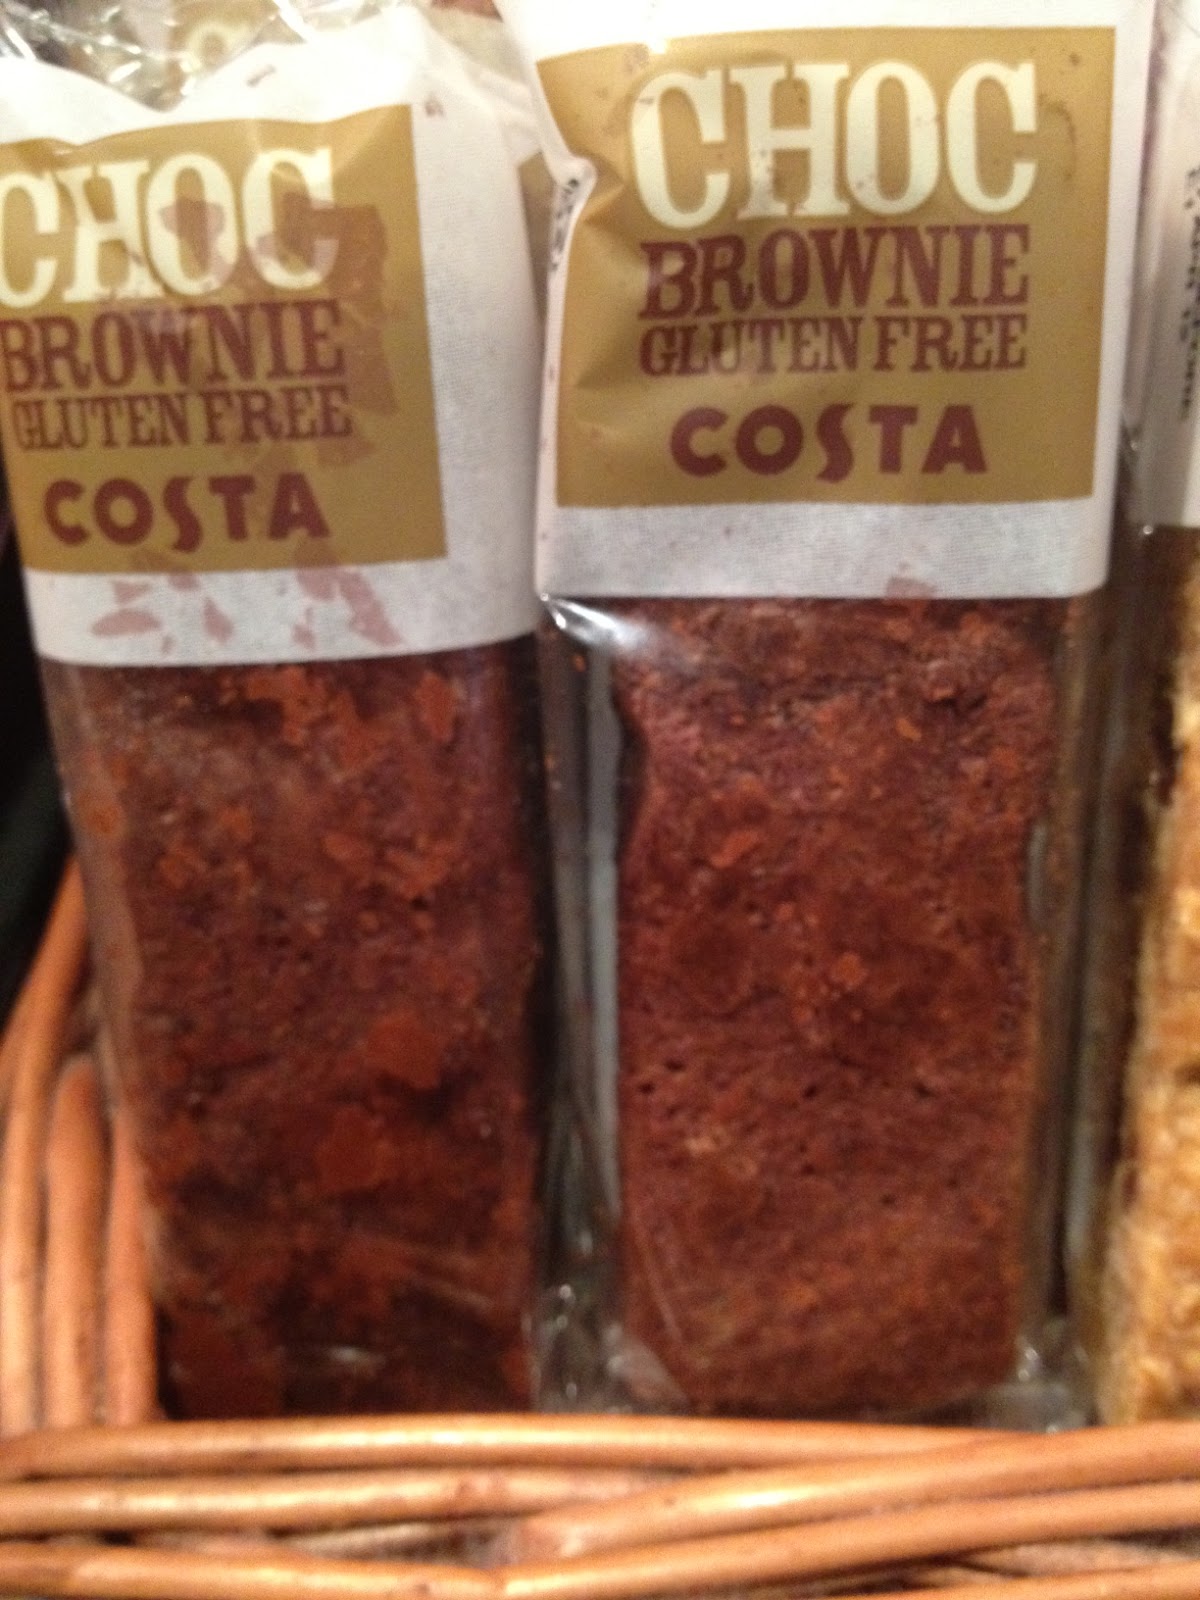 CHOC
BROWNIE
GLUTEN FREE
COSTA
CHOC
BROWNIE
GLUTEN FREE
COSTA